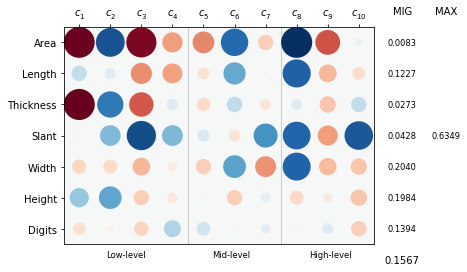 c1 c2 c3 c4 c5 c6 c7 c8 c9 c10 MIG MAX
Area 0.0083
Length 0.1227
Thickness 0.0273
Slant 0.0428 0.6349
Width 0.2040
Height 0.1984
Digits 0.1394
Low-level Mid-level High-level
0.1567